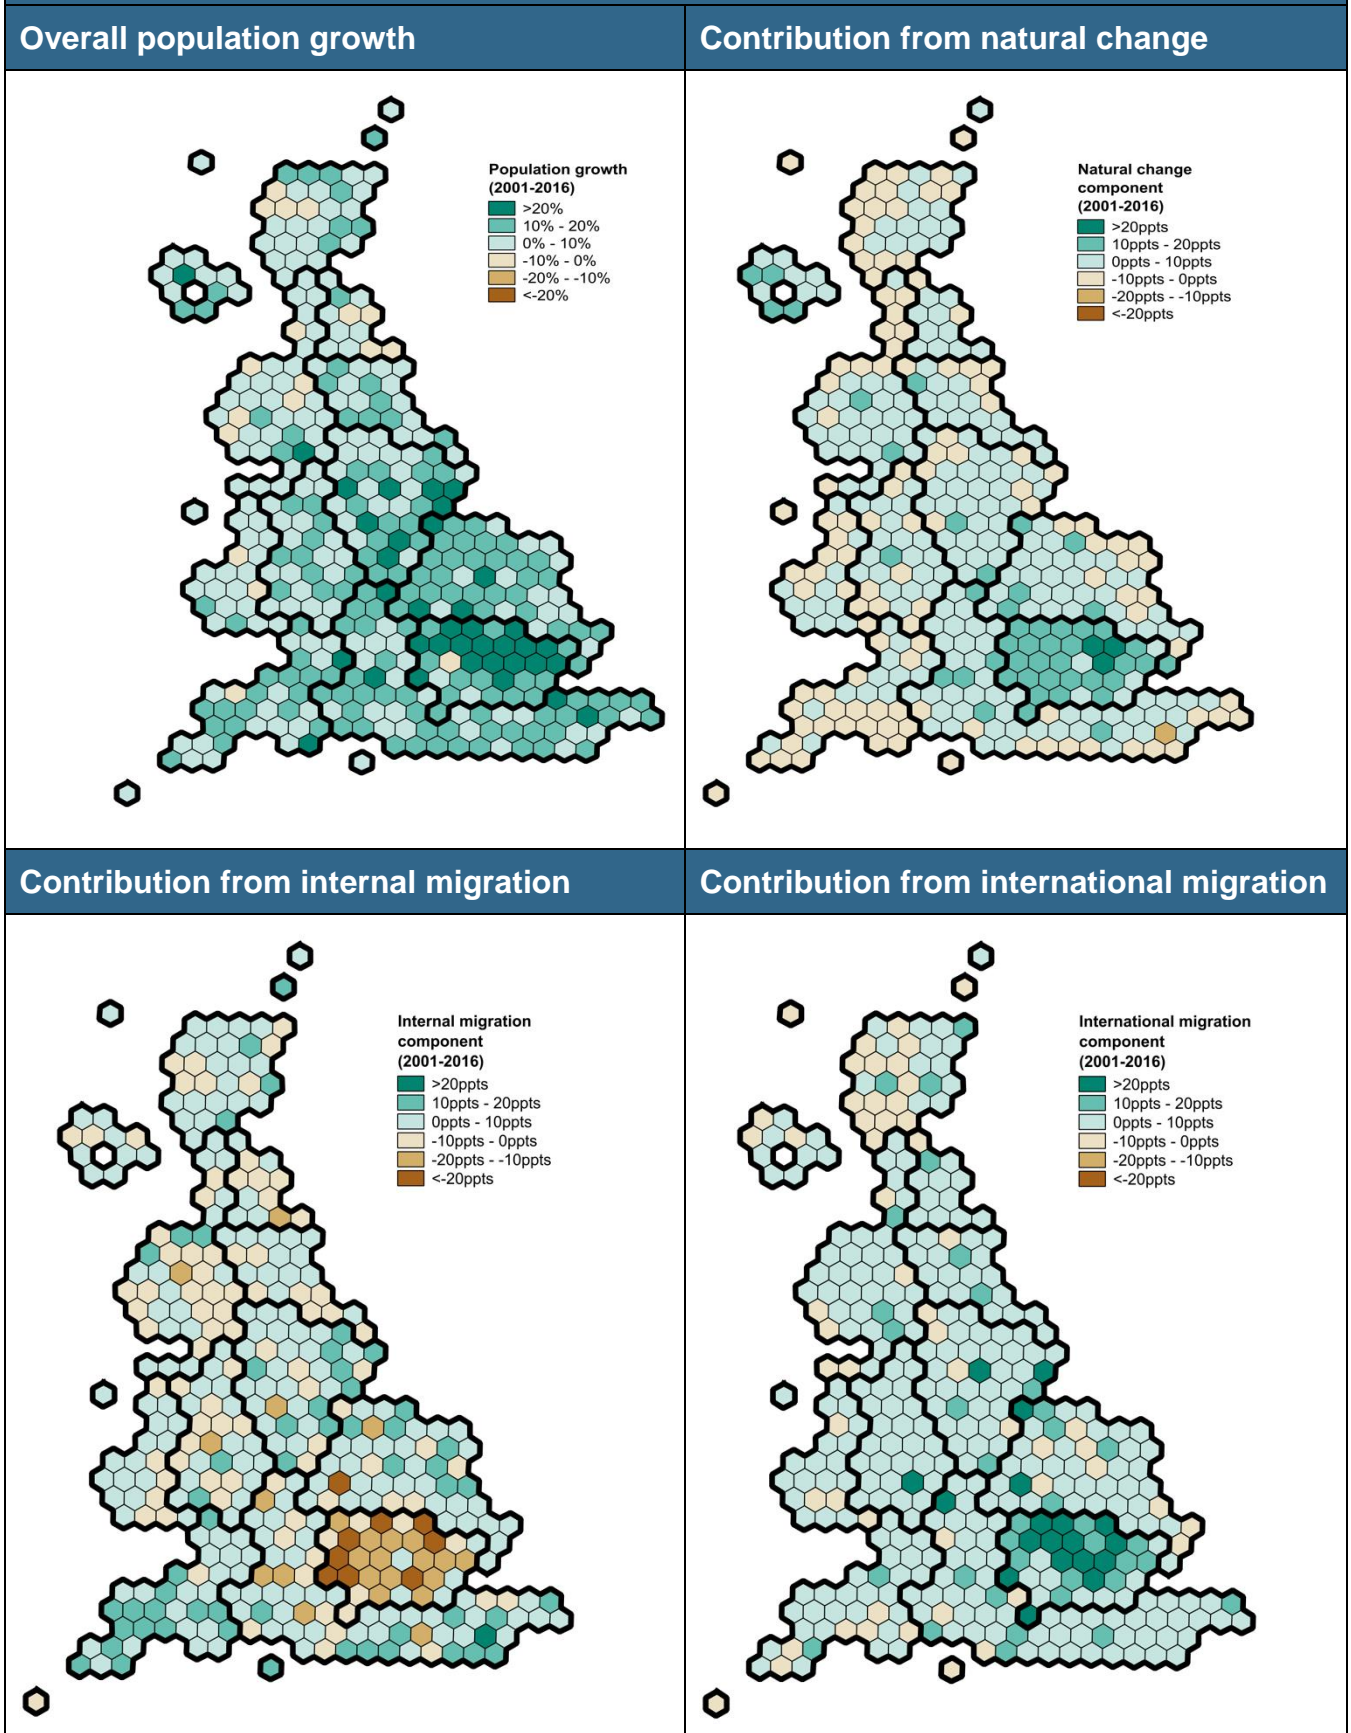 Overall population growth
Contribution from natural change
Population growth
(2001-2016)
>20%
10% - 20%
0% - 10%
-10% - 0%
-20% - -10%
<-20%
Natural change
component
(2001-2016)
>20ppts
10ppts - 20ppts
0ppts - 10ppts
-10ppts - 0ppts
-20ppts - -10ppts
<-20ppts
Contribution from internal migration
Contribution from international migration
Internal migration
component
(2001-2016)
>20ppts
10ppts - 20ppts
0ppts - 10ppts
-10ppts - 0ppts
-20ppts - -10ppts
<-20ppts
International migration
component
(2001-2016)
>20ppts
10ppts - 20ppts
0ppts - 10ppts
-10ppts - 0ppts
-20ppts - -10ppts
<-20ppts